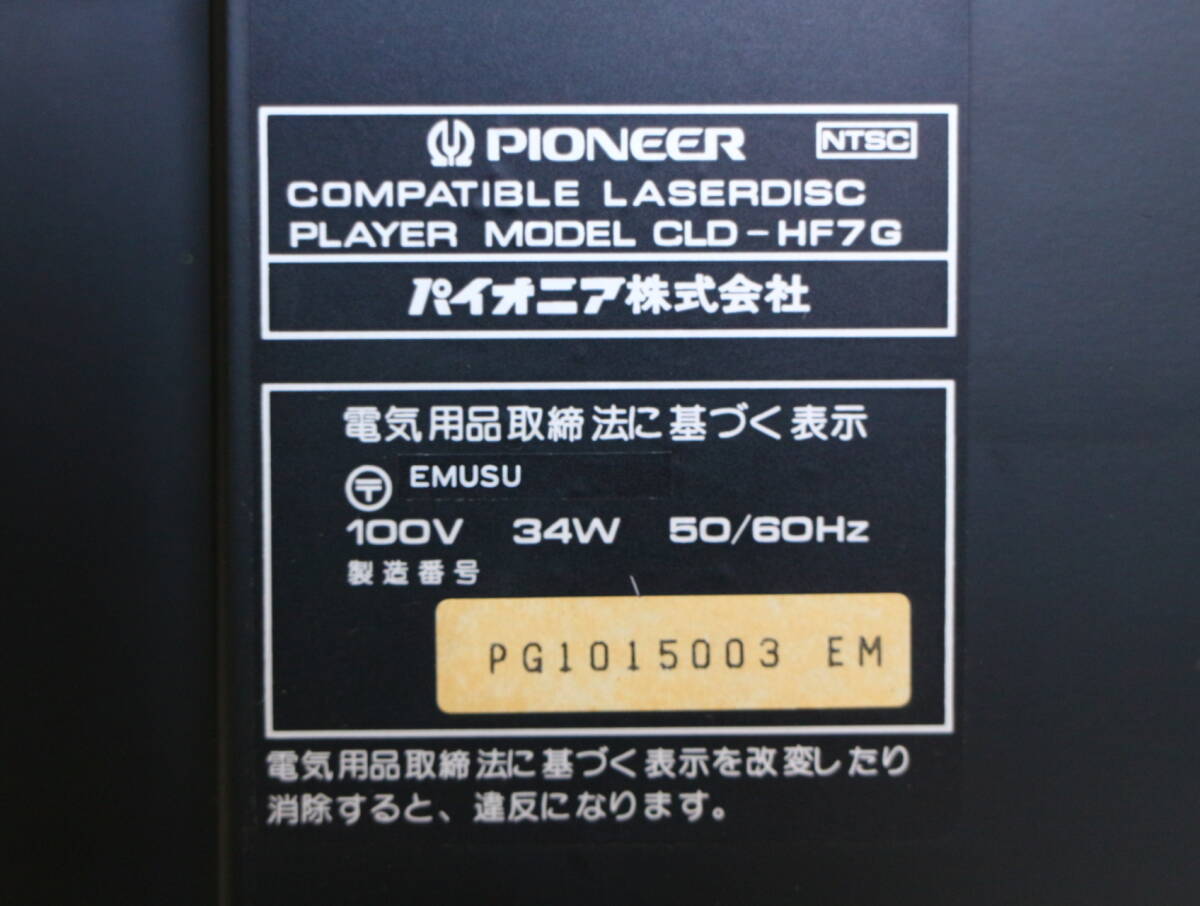 PIONEER NTSC
COMPATIBLE LASERDISC
PLAYER MODEL CLD-HF7G
パイオニア株式会社
電気用品取締法に基づく表示
〒 EMUSU
100V 34W 50/60Hz
製造番号
PG1015003 EM
電気用品取締法に基づく表示を改変したり
消除すると、違反になります。